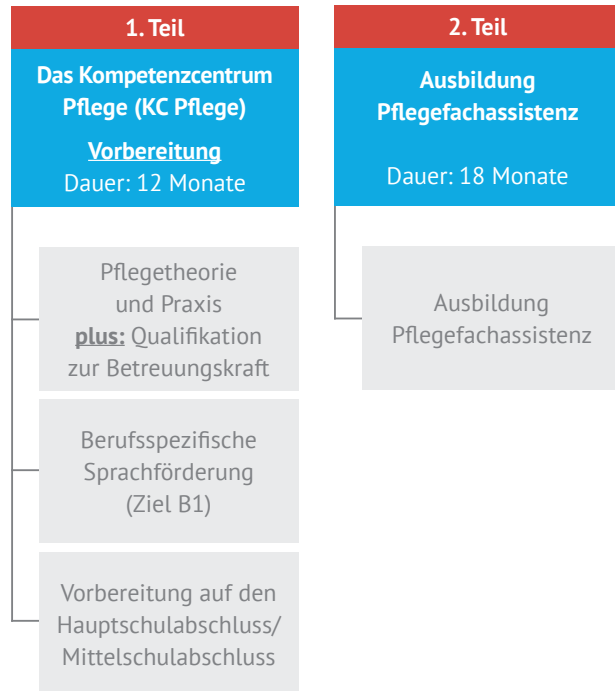 1. Teil
Das Kompetenzcentrum
Pflege (KC Pflege)
Vorbereitung
Dauer: 12 Monate
Pflegetheorie
und Praxis
plus: Qualifikation
zur Betreuungskraft
Berufsspezifische
Sprachförderung
(Ziel B1)
Vorbereitung auf den
Hauptschulabschluss/
Mittelschulabschluss
2. Teil
Ausbildung
Pflegefachassistenz
Dauer: 18 Monate
Ausbildung
Pflegefachassistenz